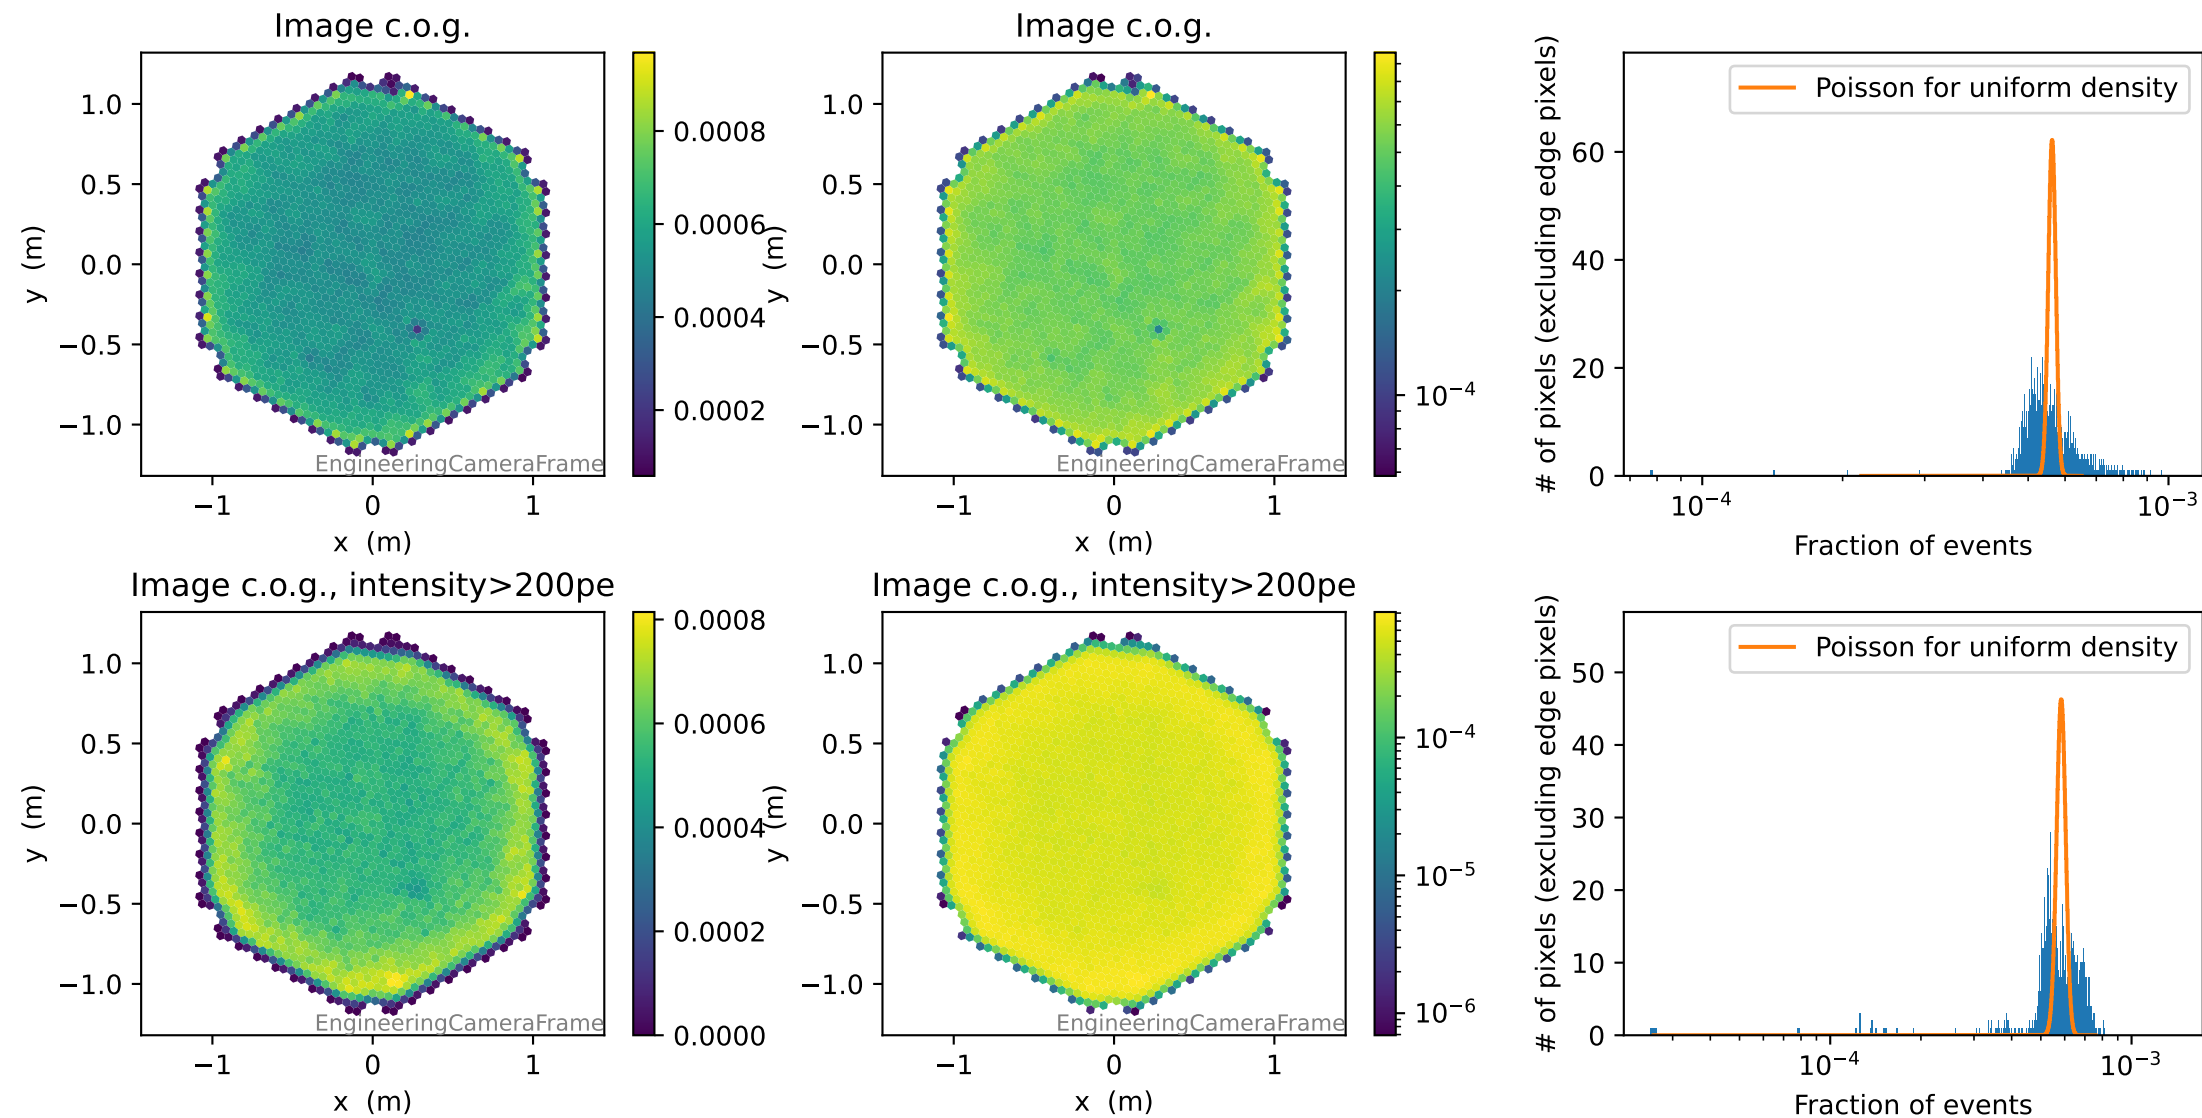 Image c.o.g.
y (m)
1.0
0.5
0.0
−0.5
−1.0
EngineeringCameraFrame
−1 0 1
x (m)
0.0008
0.0006
0.0004
0.0002
Image c.o.g.
y (m)
1.0
0.5
0.0
−0.5
−1.0
EngineeringCameraFrame
−1 0 1
x (m)
10−4
# of pixels (excluding edge pixels)
Poisson for uniform density
60
40
20
0
10−4 10−3
Fraction of events
Image c.o.g., intensity>200pe
y (m)
1.0
0.5
0.0
−0.5
−1.0
EngineeringCameraFrame
−1 0 1
x (m)
0.0008
0.0006
0.0004
0.0002
0.0000
Image c.o.g., intensity>200pe
y (m)
1.0
0.5
0.0
−0.5
−1.0
EngineeringCameraFrame
−1 0 1
x (m)
10−4
10−5
10−6
# of pixels (excluding edge pixels)
Poisson for uniform density
50
40
30
20
10
0
10−4 10−3
Fraction of events